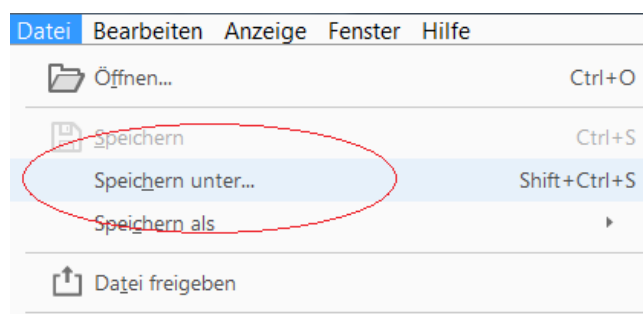 Datei Bearbeiten Anzeige Fenster Hilfe
Öffnen... Ctrl+O
Speichern Ctrl+S
Speichern unter... Shift+Ctrl+S
Speichern als
Datei freigeben